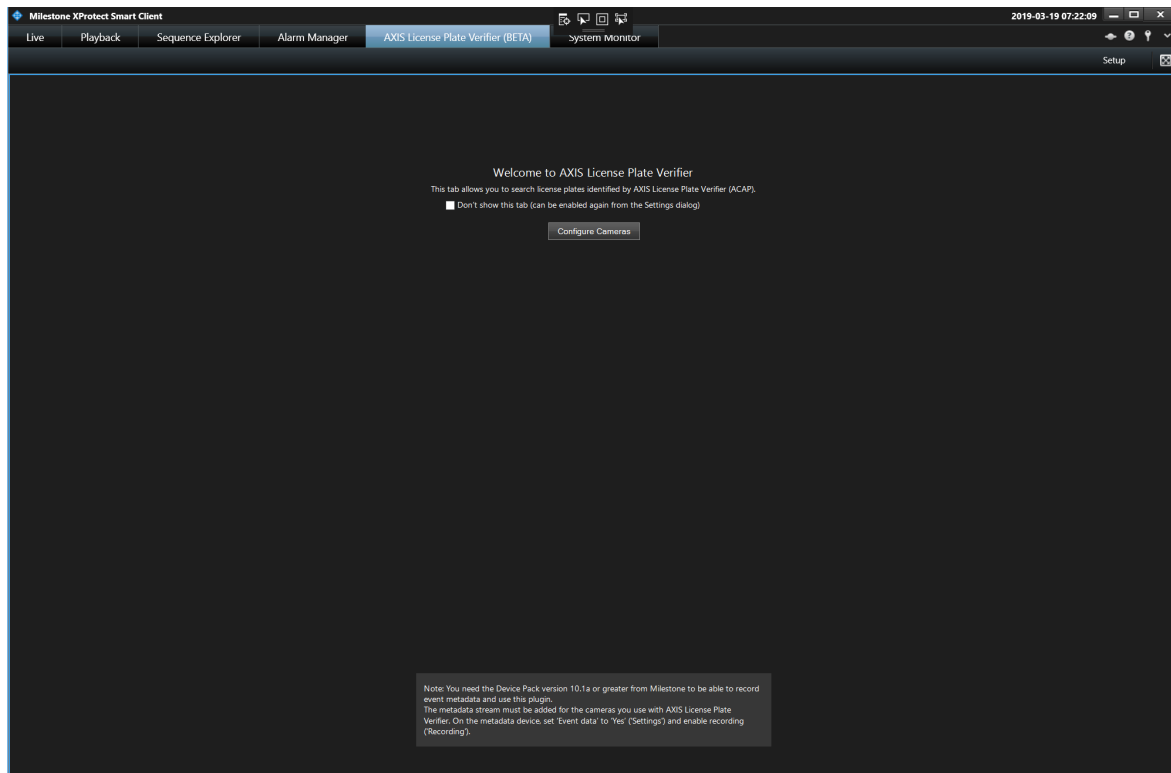 Milestone XProtect Smart Client
2019-03-19 07:22:09
Live Playback Sequence Explorer Alarm Manager AXIS License Plate Verifier (BETA) System Monitor
Setup
Welcome to AXIS License Plate Verifier
This tab allows you to search license plates identified by AXIS License Plate Verifier (ACAP).
Don't show this tab (can be enabled again from the Settings dialog)
Configure Cameras
Note: You need the Device Pack version 10.1a or greater from Milestone to be able to record
event metadata and use this plugin.
The metadata stream must be added for the cameras you use with AXIS License Plate
Verifier. On the metadata device, set 'Event data' to 'Yes' ('Settings') and enable recording
('Recording').